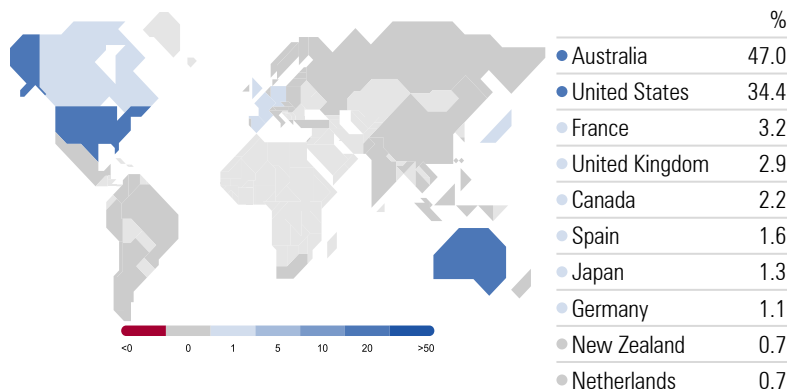 %
Australia 47.0
United States 34.4
France 3.2
United Kingdom 2.9
Canada 2.2
Spain 1.6
Japan 1.3
Germany 1.1
New Zealand 0.7
Netherlands 0.7
<0 0 1 5 10 20 >50